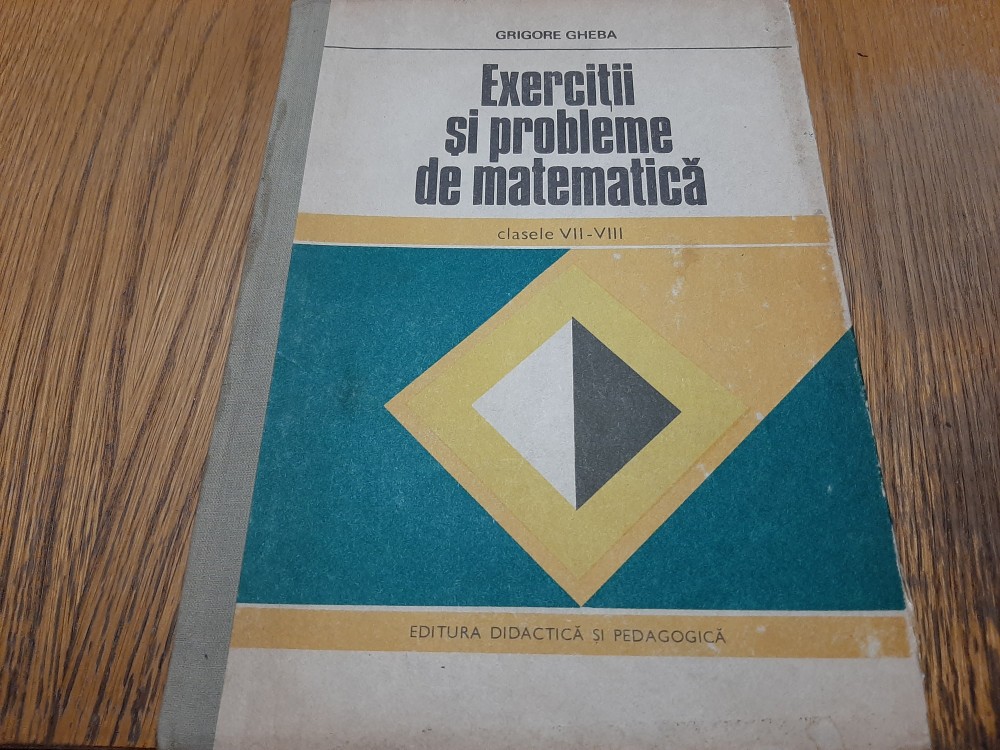 GRIGORE GHEBA
Exerciții
și probleme
de matematică
clasele VII-VIII
EDITURA DIDACTICĂ ȘI PEDAGOGICĂ